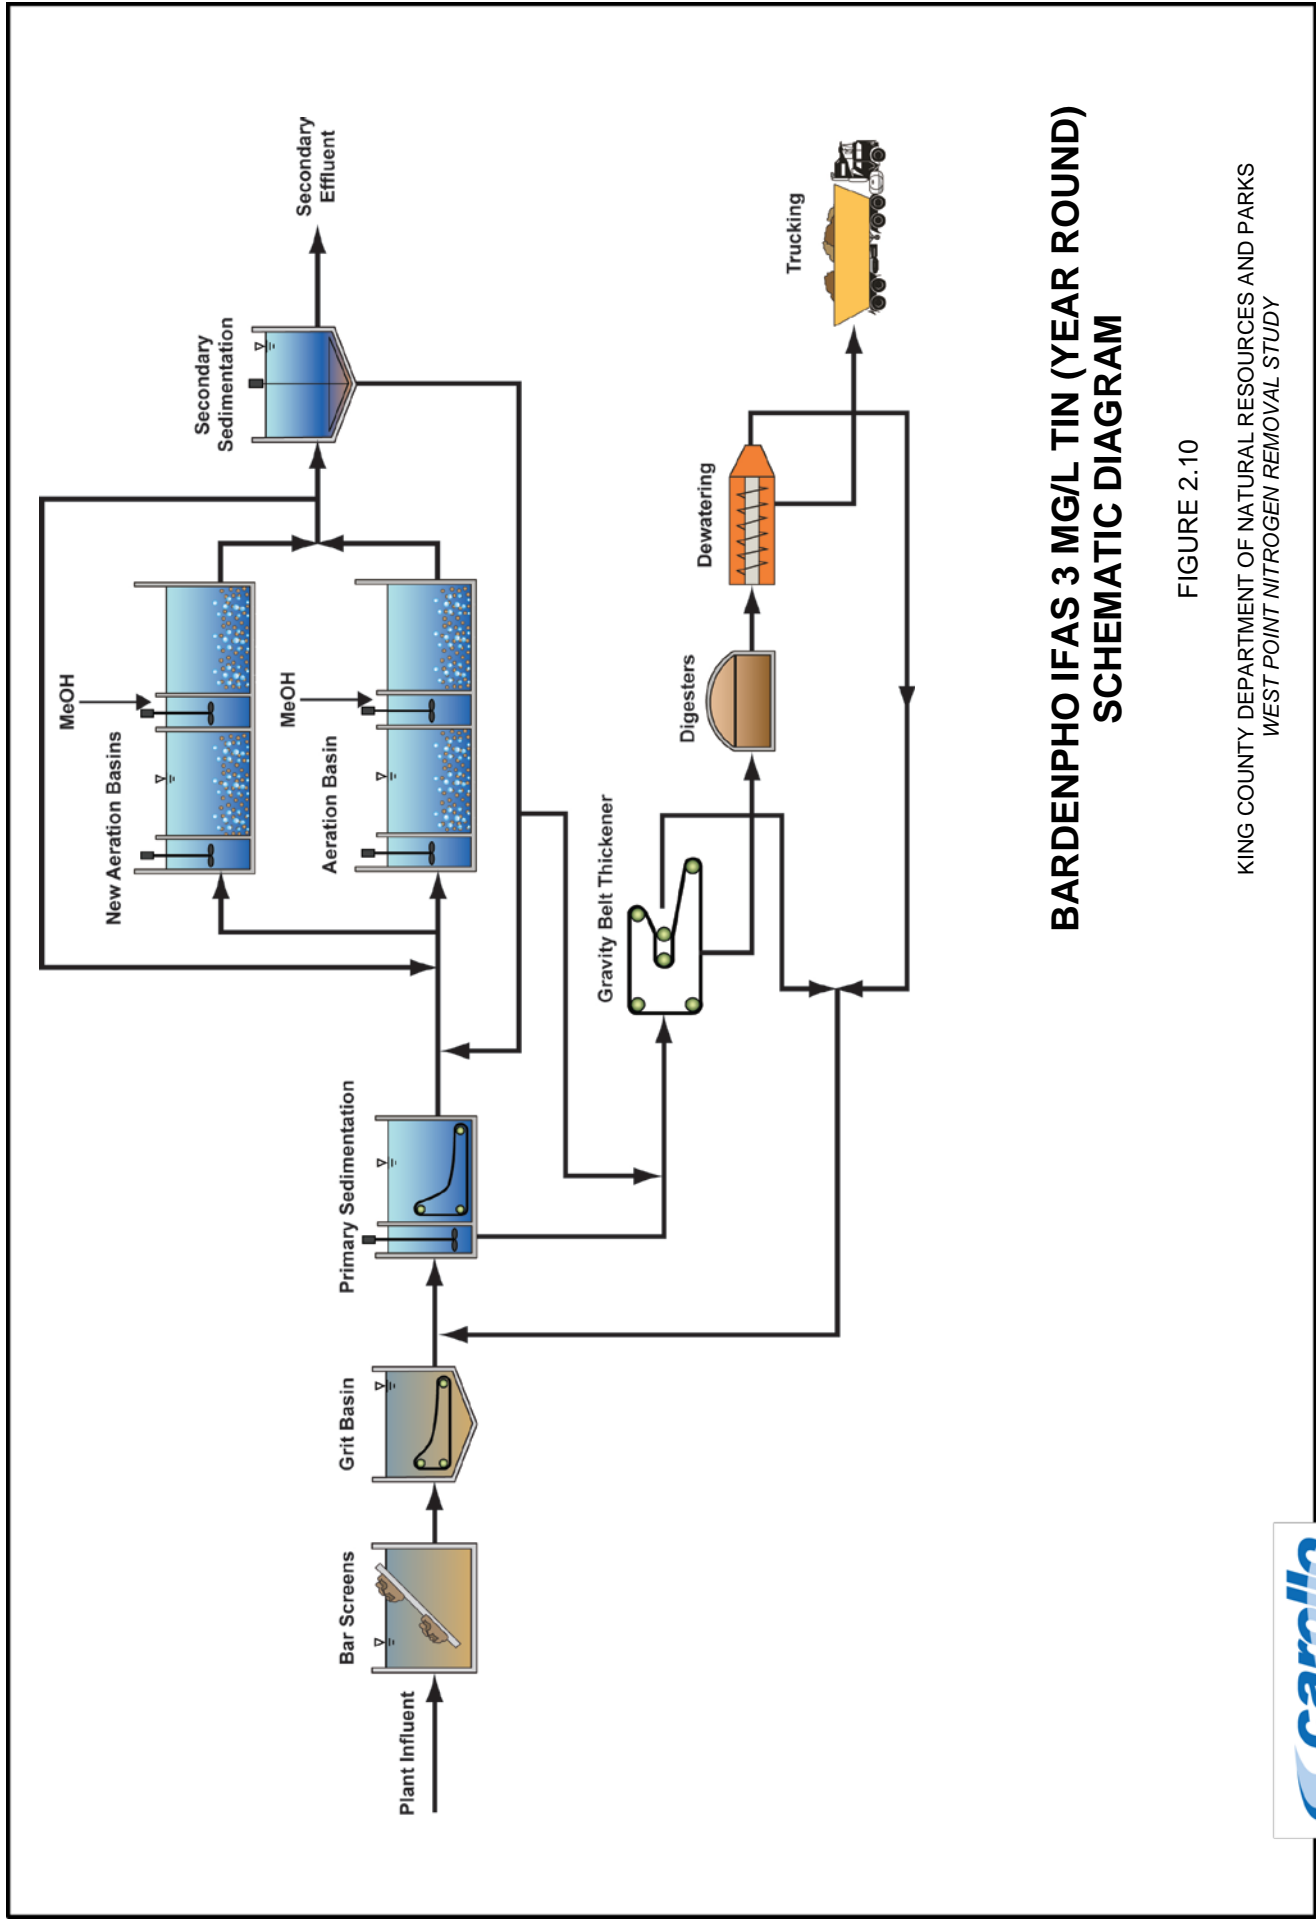 Plant Influent
Bar Screens
Grit Basin
Primary Sedimentation
New Aeration Basins
MeOH
Aeration Basin
MeOH
Secondary
Sedimentation
Secondary
Effluent
Gravity Belt Thickener
Digesters
Dewatering
Trucking
BARDENPHO IFAS 3 MG/L TIN (YEAR ROUND)
SCHEMATIC DIAGRAM
FIGURE 2.10
KING COUNTY DEPARTMENT OF NATURAL RESOURCES AND PARKS
WEST POINT NITROGEN REMOVAL STUDY
carollo